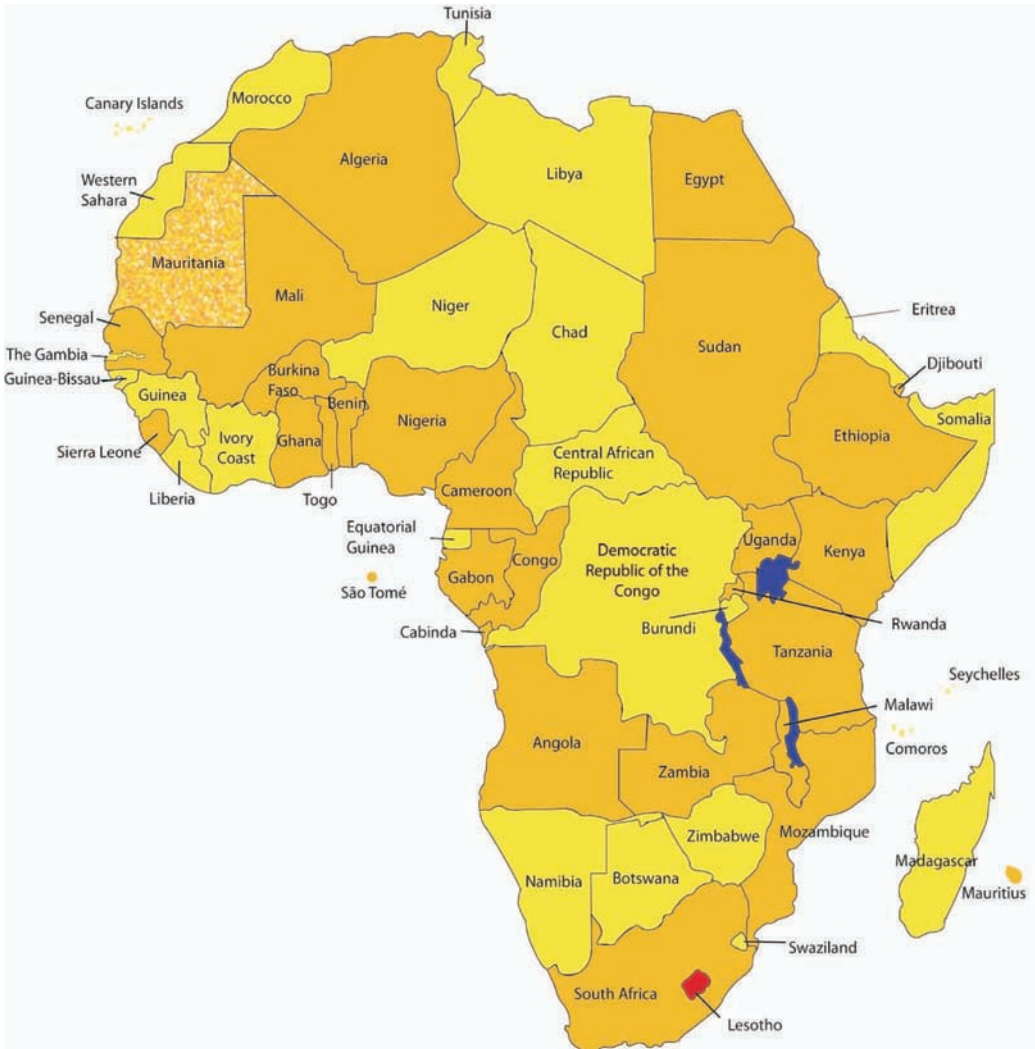 Tunisia
Morocco
Canary Islands
Algeria
Libya
Egypt
Western
Sahara
Mauritania
Mali
Niger
Chad
Sudan
Eritrea
Senegal
The Gambia
Guinea-Bissau
Guinea
Burkina
Faso
Benin
Nigeria
Djibouti
Somalia
Ethiopia
Sierra Leone
Ivory
Coast
Ghana
Central African
Republic
Liberia
Togo
Cameroon
Equatorial
Guinea
Democratic
Republic of the
Congo
Uganda
Kenya
Congo
Gabon
São Tomé
Cabinda
Burundi
Rwanda
Tanzania
Seychelles
Malawi
Comoros
Angola
Zambia
Zimbabwe
Mozambique
Madagascar
Mauritius
Namibia
Botswana
Swaziland
South Africa
Lesotho